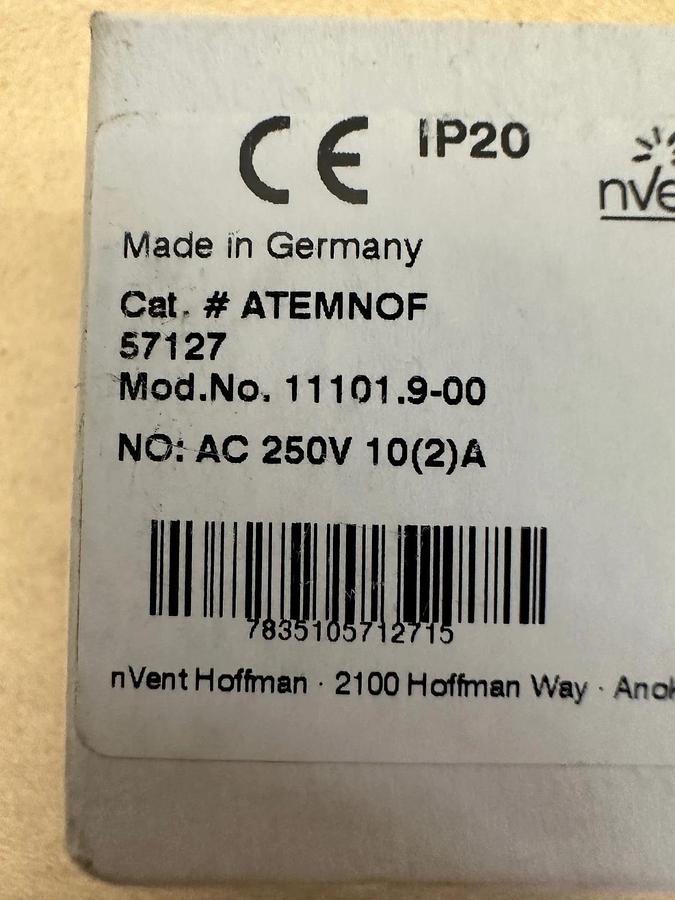 CE IP20
nVe
Made in Germany
Cat. # ATEMNOF
57127
Mod.No. 11101.9-00
NO: AC 250V 10(2)A
7835105712715
nVent Hoffman · 2100 Hoffman Way · Anok